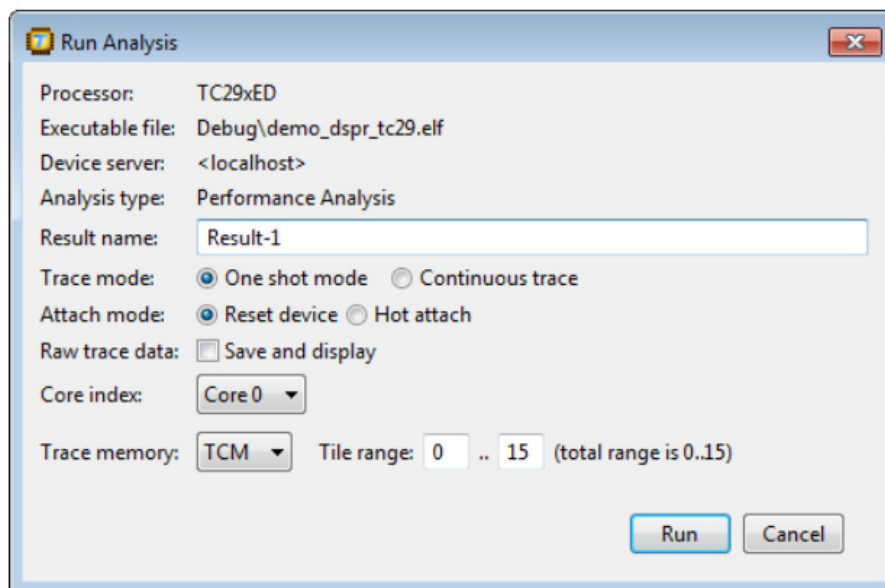 Run Analysis
Processor: TC29xED
Executable file: Debug\demo_dspr_tc29.elf
Device server: <localhost>
Analysis type: Performance Analysis
Result name: Result-1
Trace mode: One shot mode Continuous trace
Attach mode: Reset device Hot attach
Raw trace data: Save and display
Core index: Core 0
Trace memory: TCM Tile range: 0 .. 15 (total range is 0..15)
Run Cancel